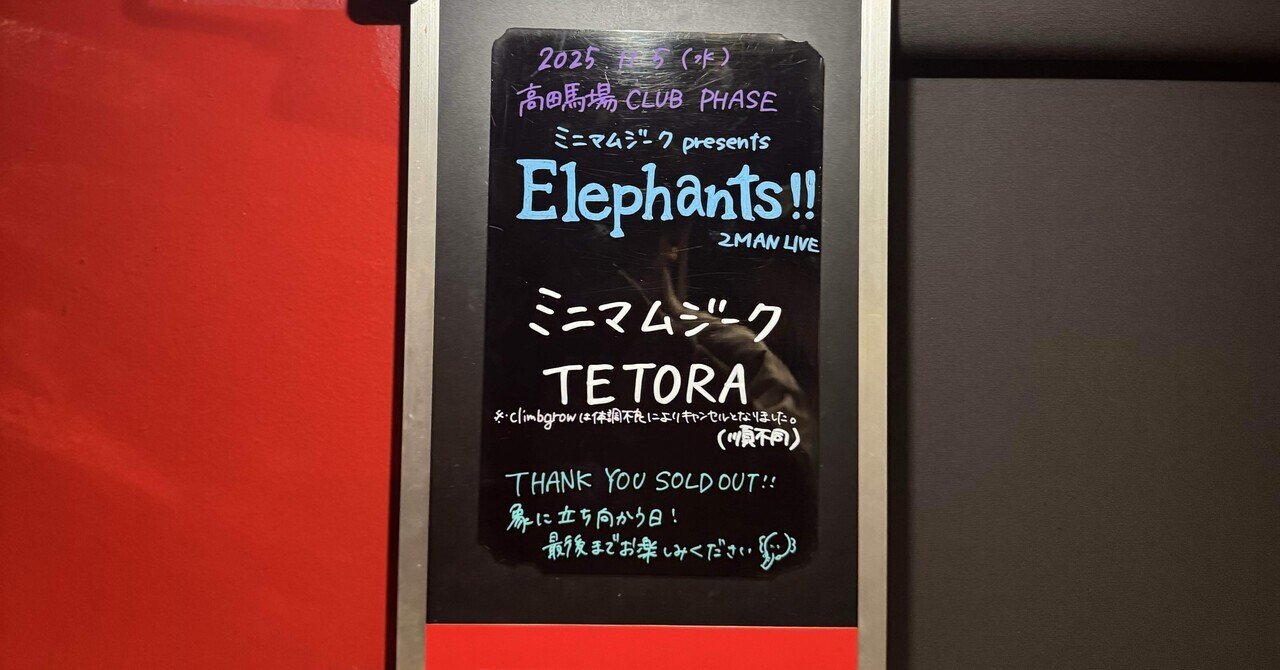 2025 11 5 (水)
高田馬場 CLUB PHASE
ミニマムジーク presents
Elephants!!
2MAN LIVE
ミニマムジーク
TETORA
※climbgrowは体調不良によりキャンセルとなりました。
(順不同)
THANK YOU SOLD OUT!!
象に立ち向かう日!
最後までお楽しみください